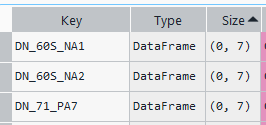 Key Type Size
DN_60S_NA1 DataFrame (0, 7)
DN_60S_NA2 DataFrame (0, 7)
DN_71_PA7 DataFrame (0, 7)